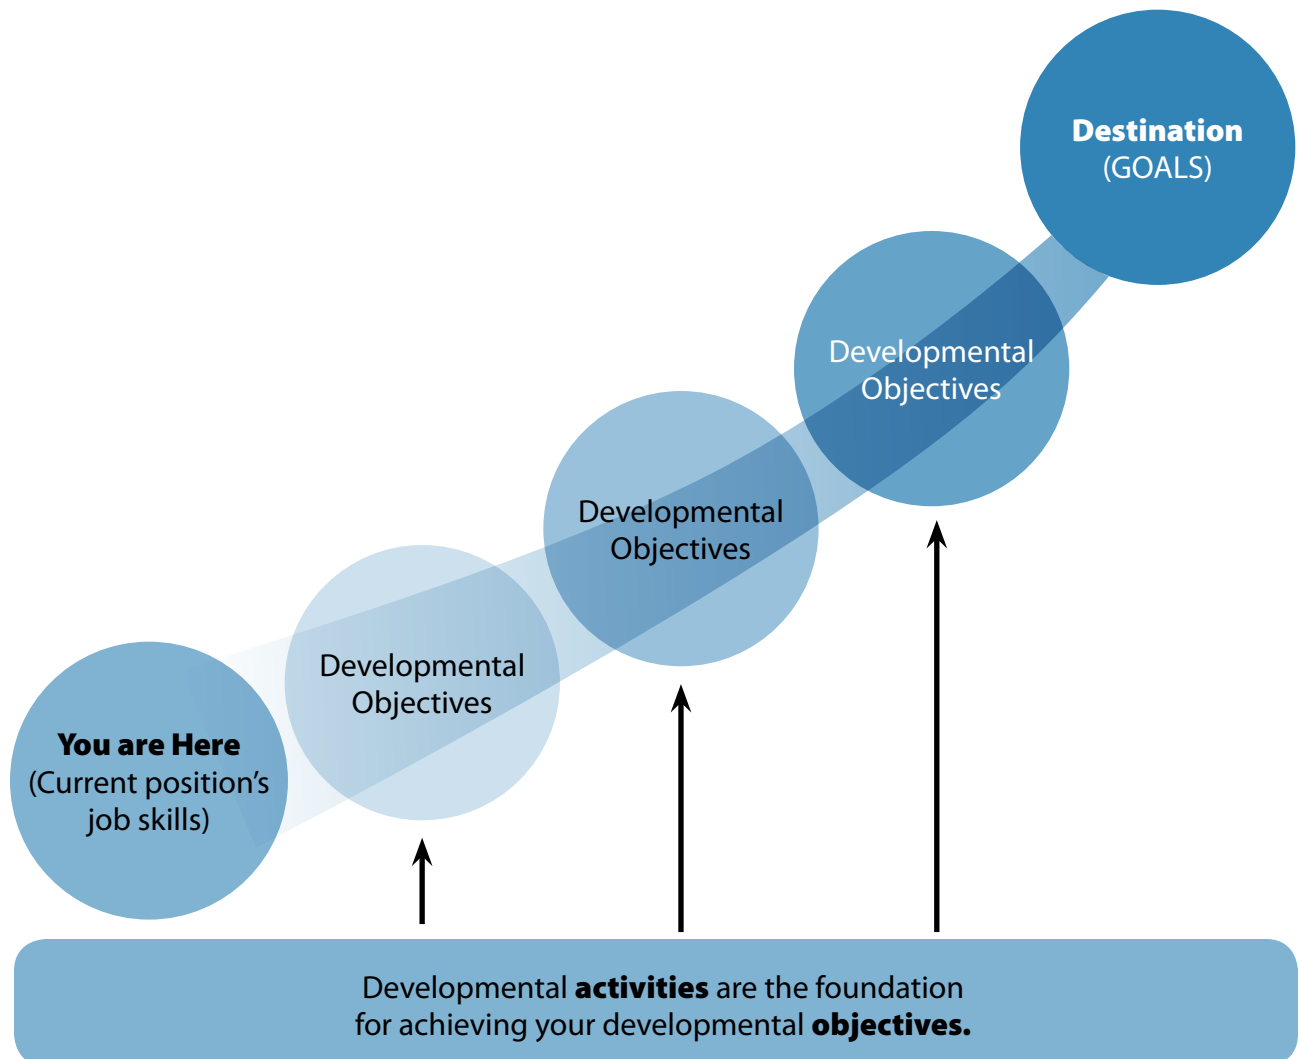 Destination
(GOALS)
Developmental
Objectives
Developmental
Objectives
Developmental
Objectives
You are Here
(Current position’s
job skills)
Developmental activities are the foundation
for achieving your developmental objectives.